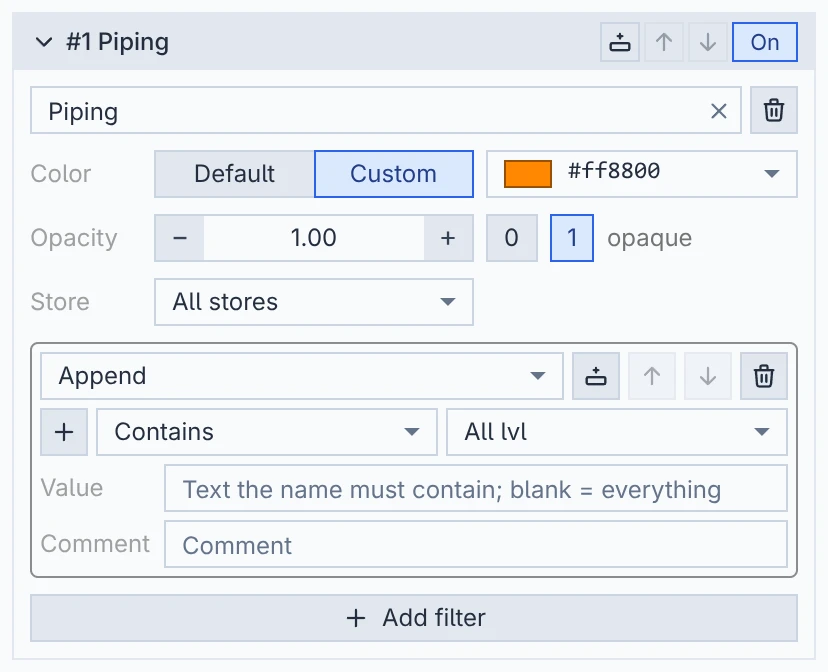 #1 Piping On
Piping
Color Default Custom #ff8800
Opacity − 1.00 + 0 1 opaque
Store All stores
Append
+ Contains All lvl
Value Text the name must contain; blank = everything
Comment Comment
+ Add filter